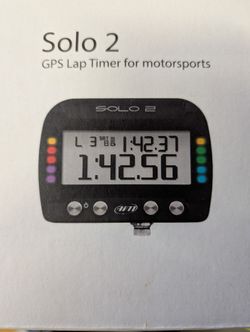 Solo 2
GPS Lap Timer for motorsports
SOLO 2
L 3 1:42.37
1:42.56
AiM